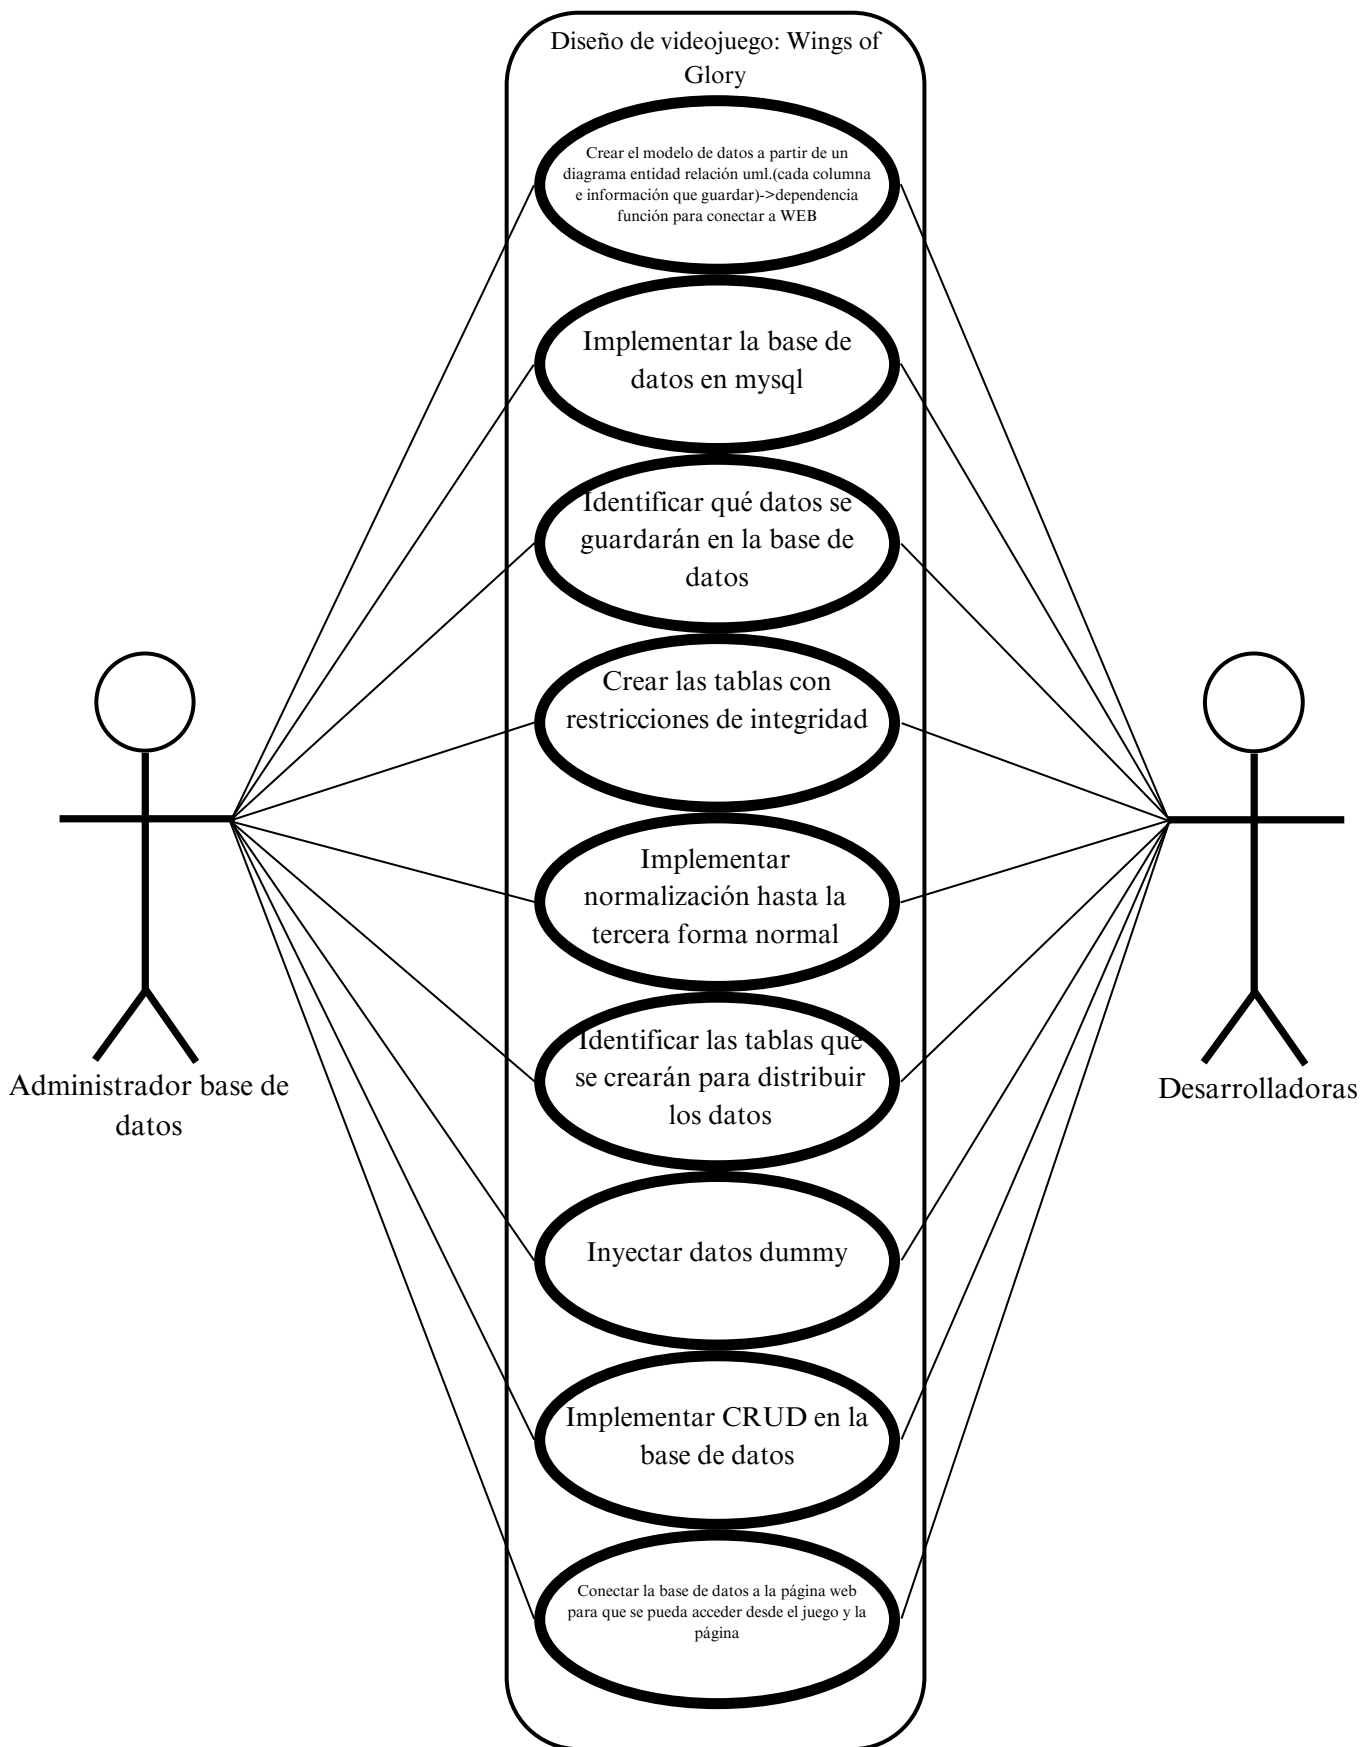 Diseño de videojuego: Wings of
Glory
Crear el modelo de datos a partir de un
diagrama entidad relación uml.(cada columna
e información que guardar)->dependencia
función para conectar a WEB
Implementar la base de
datos en mysql
Identificar qué datos se
guardarán en la base de
datos
Crear las tablas con
restricciones de integridad
Implementar
normalización hasta la
tercera forma normal
Identificar las tablas que
se crearán para distribuir
los datos
Inyectar datos dummy
Implementar CRUD en la
base de datos
Conectar la base de datos a la página web
para que se pueda acceder desde el juego y la
página
Administrador base de
datos
Desarrolladoras